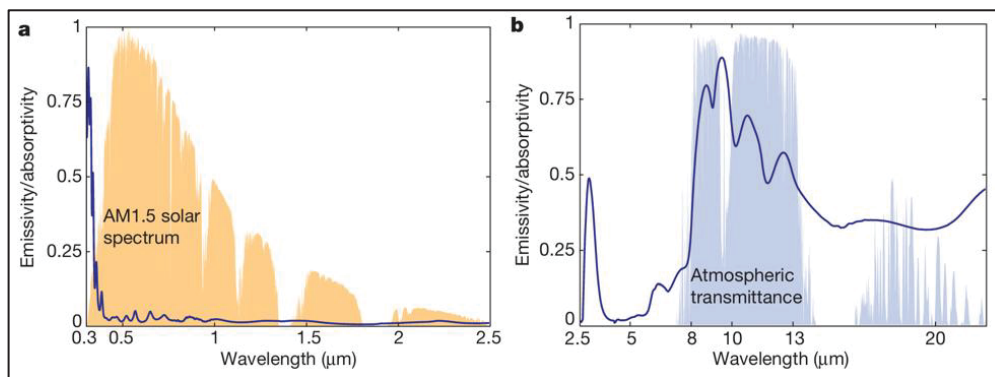 a
Emissivity/absorptivity
1
0.75
0.5
0.25
0
AM1.5 solar
spectrum
0.3
0.5
1
1.5
2
2.5
Wavelength (μm)
b
Emissivity/absorptivity
1
0.75
0.5
0.25
0
Atmospheric
transmittance
2.5
5
8
10
13
20
Wavelength (μm)